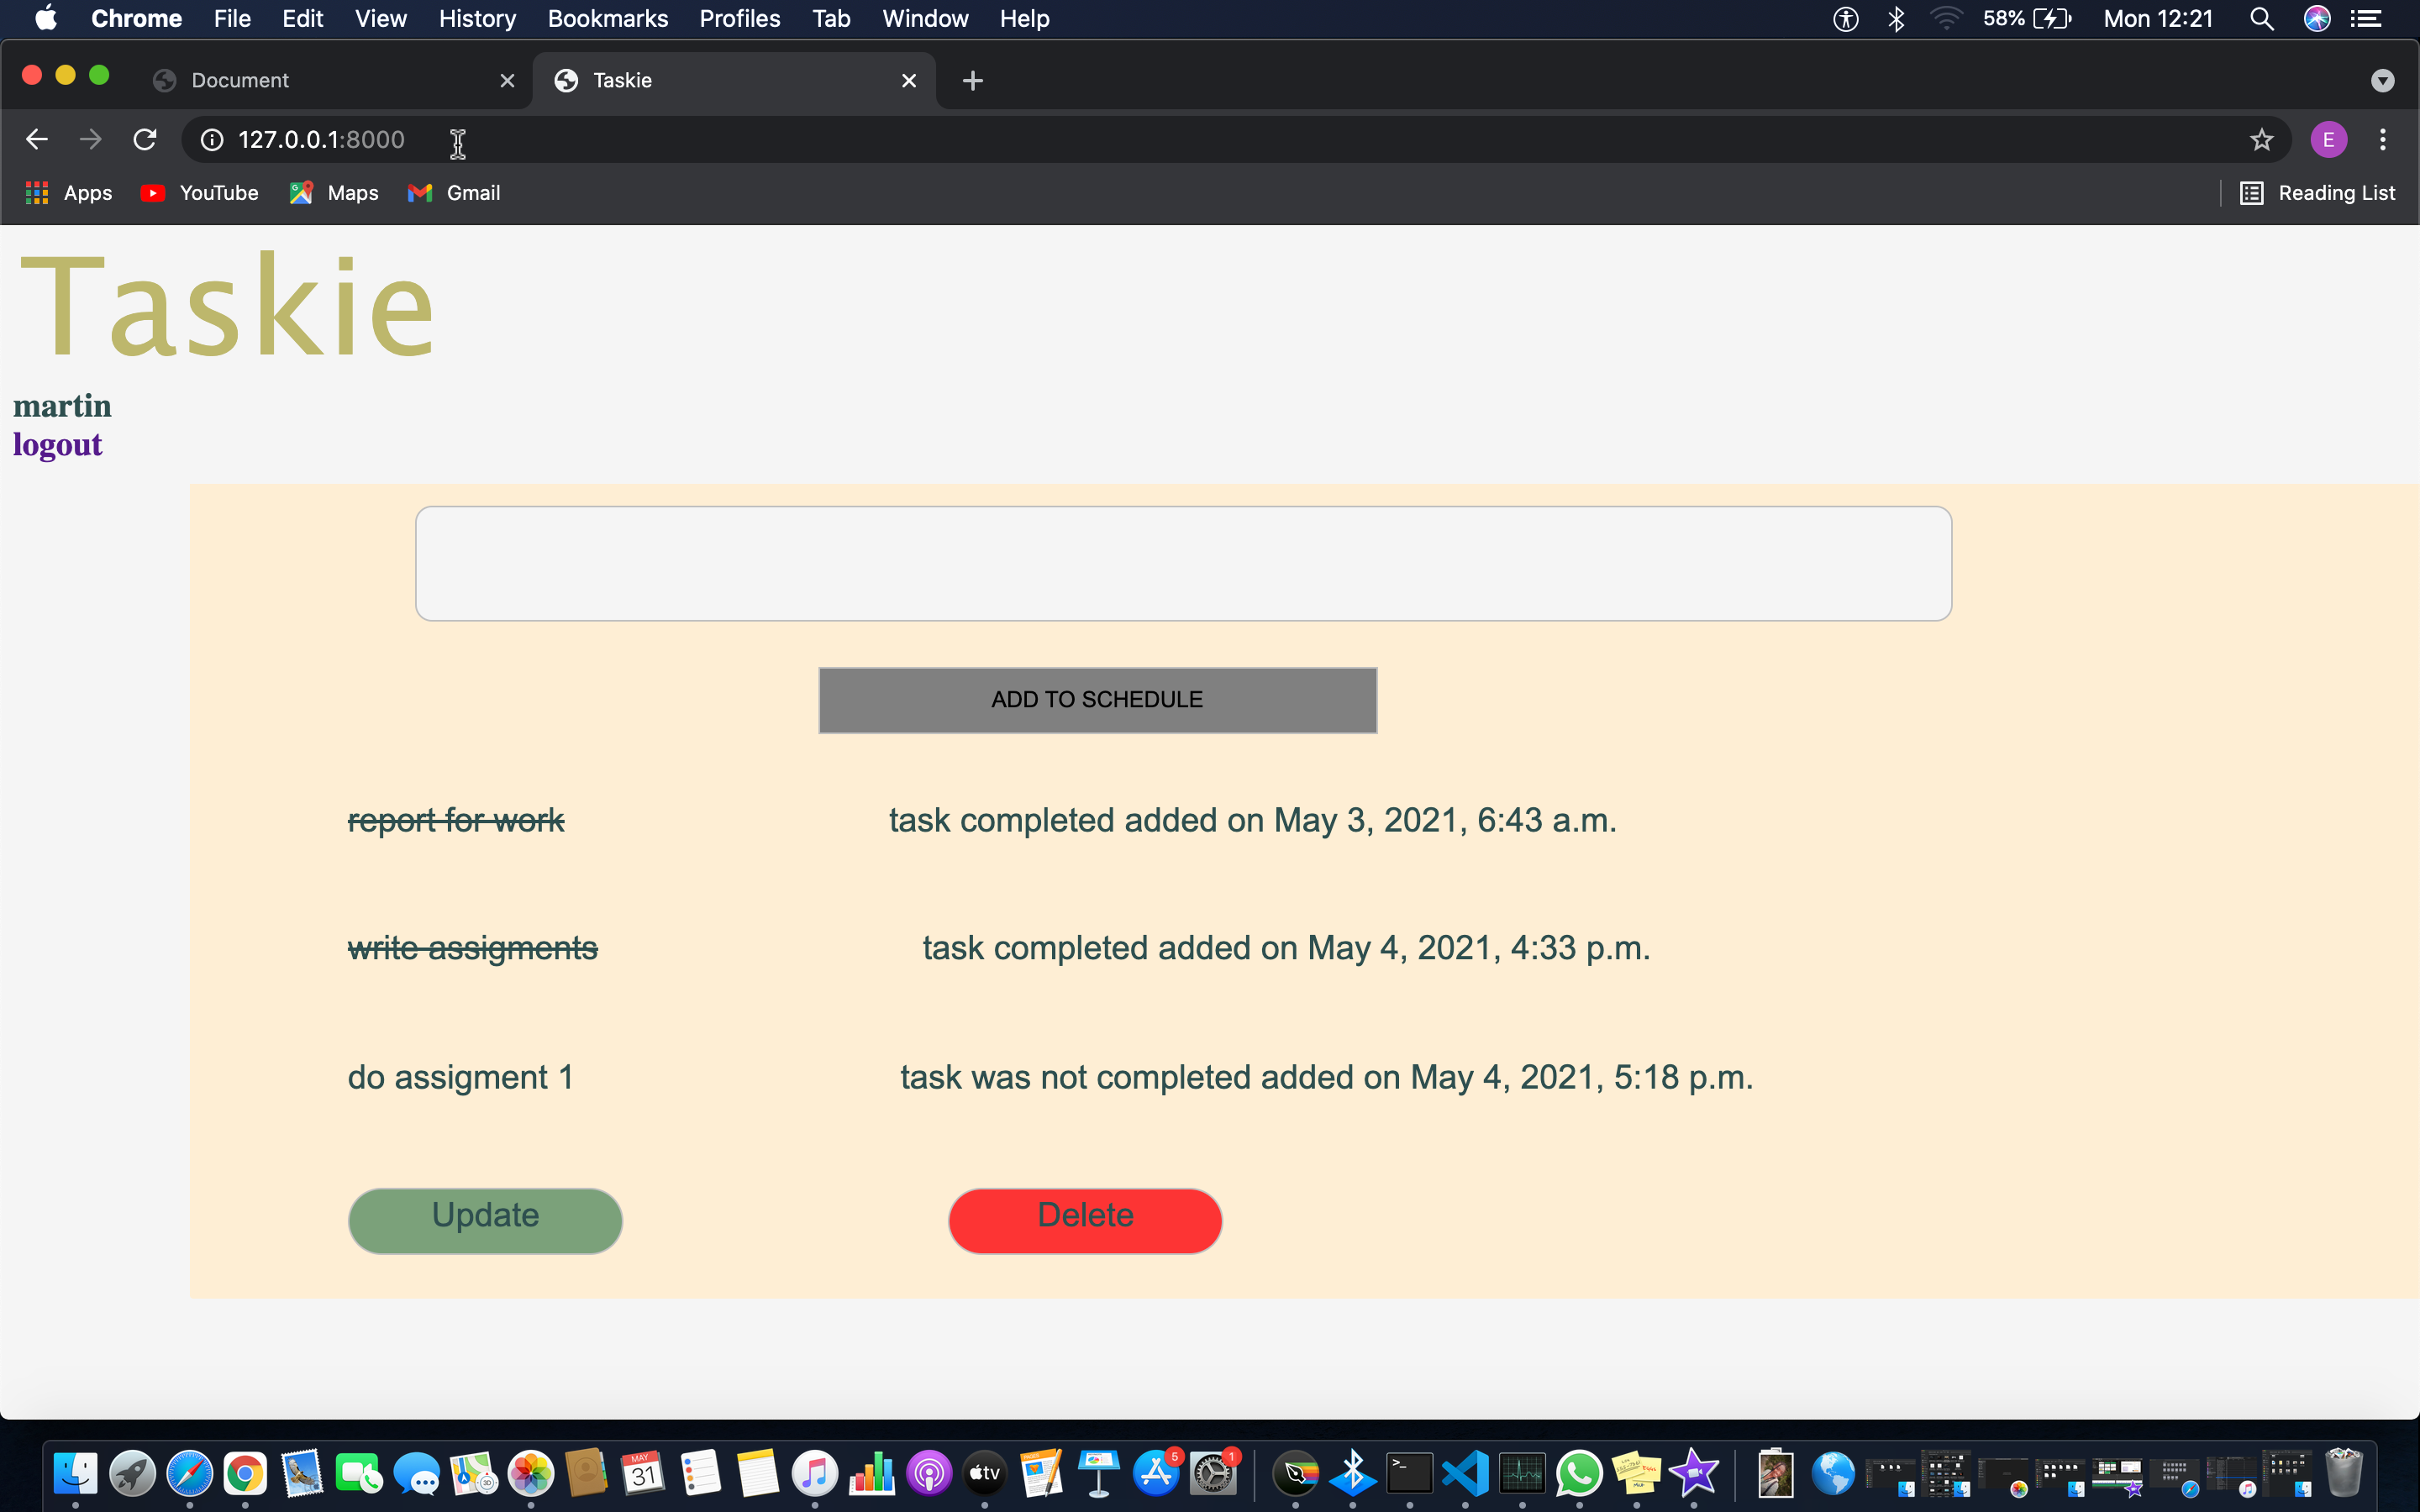 Chrome File Edit View History Bookmarks Profiles Tab Window Help 58% Mon 12:21
Document Taskie
127.0.0.1:8000 E
Apps YouTube Maps Gmail Reading List
Taskie
martin
logout
ADD TO SCHEDULE
report for work task completed added on May 3, 2021, 6:43 a.m.
write assigments task completed added on May 4, 2021, 4:33 p.m.
do assigment 1 task was not completed added on May 4, 2021, 5:18 p.m.
Update Delete
MAY 31 tv 5 1